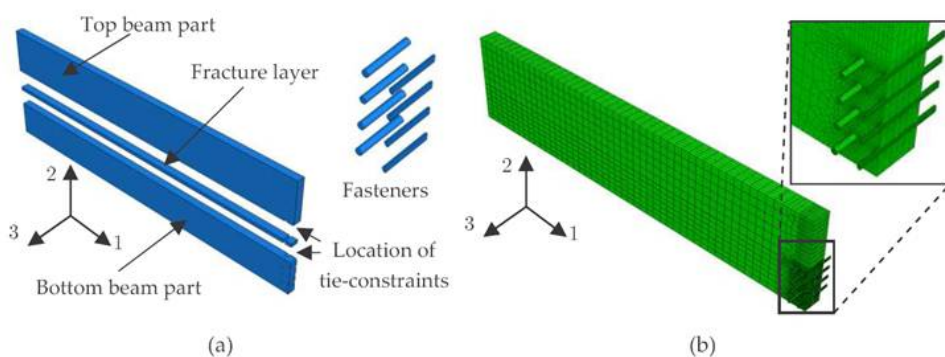 Top beam part
Fracture layer
2
3
1
Fasteners
Location of
tie-constraints
Bottom beam part
(a)
2
3
1
(b)